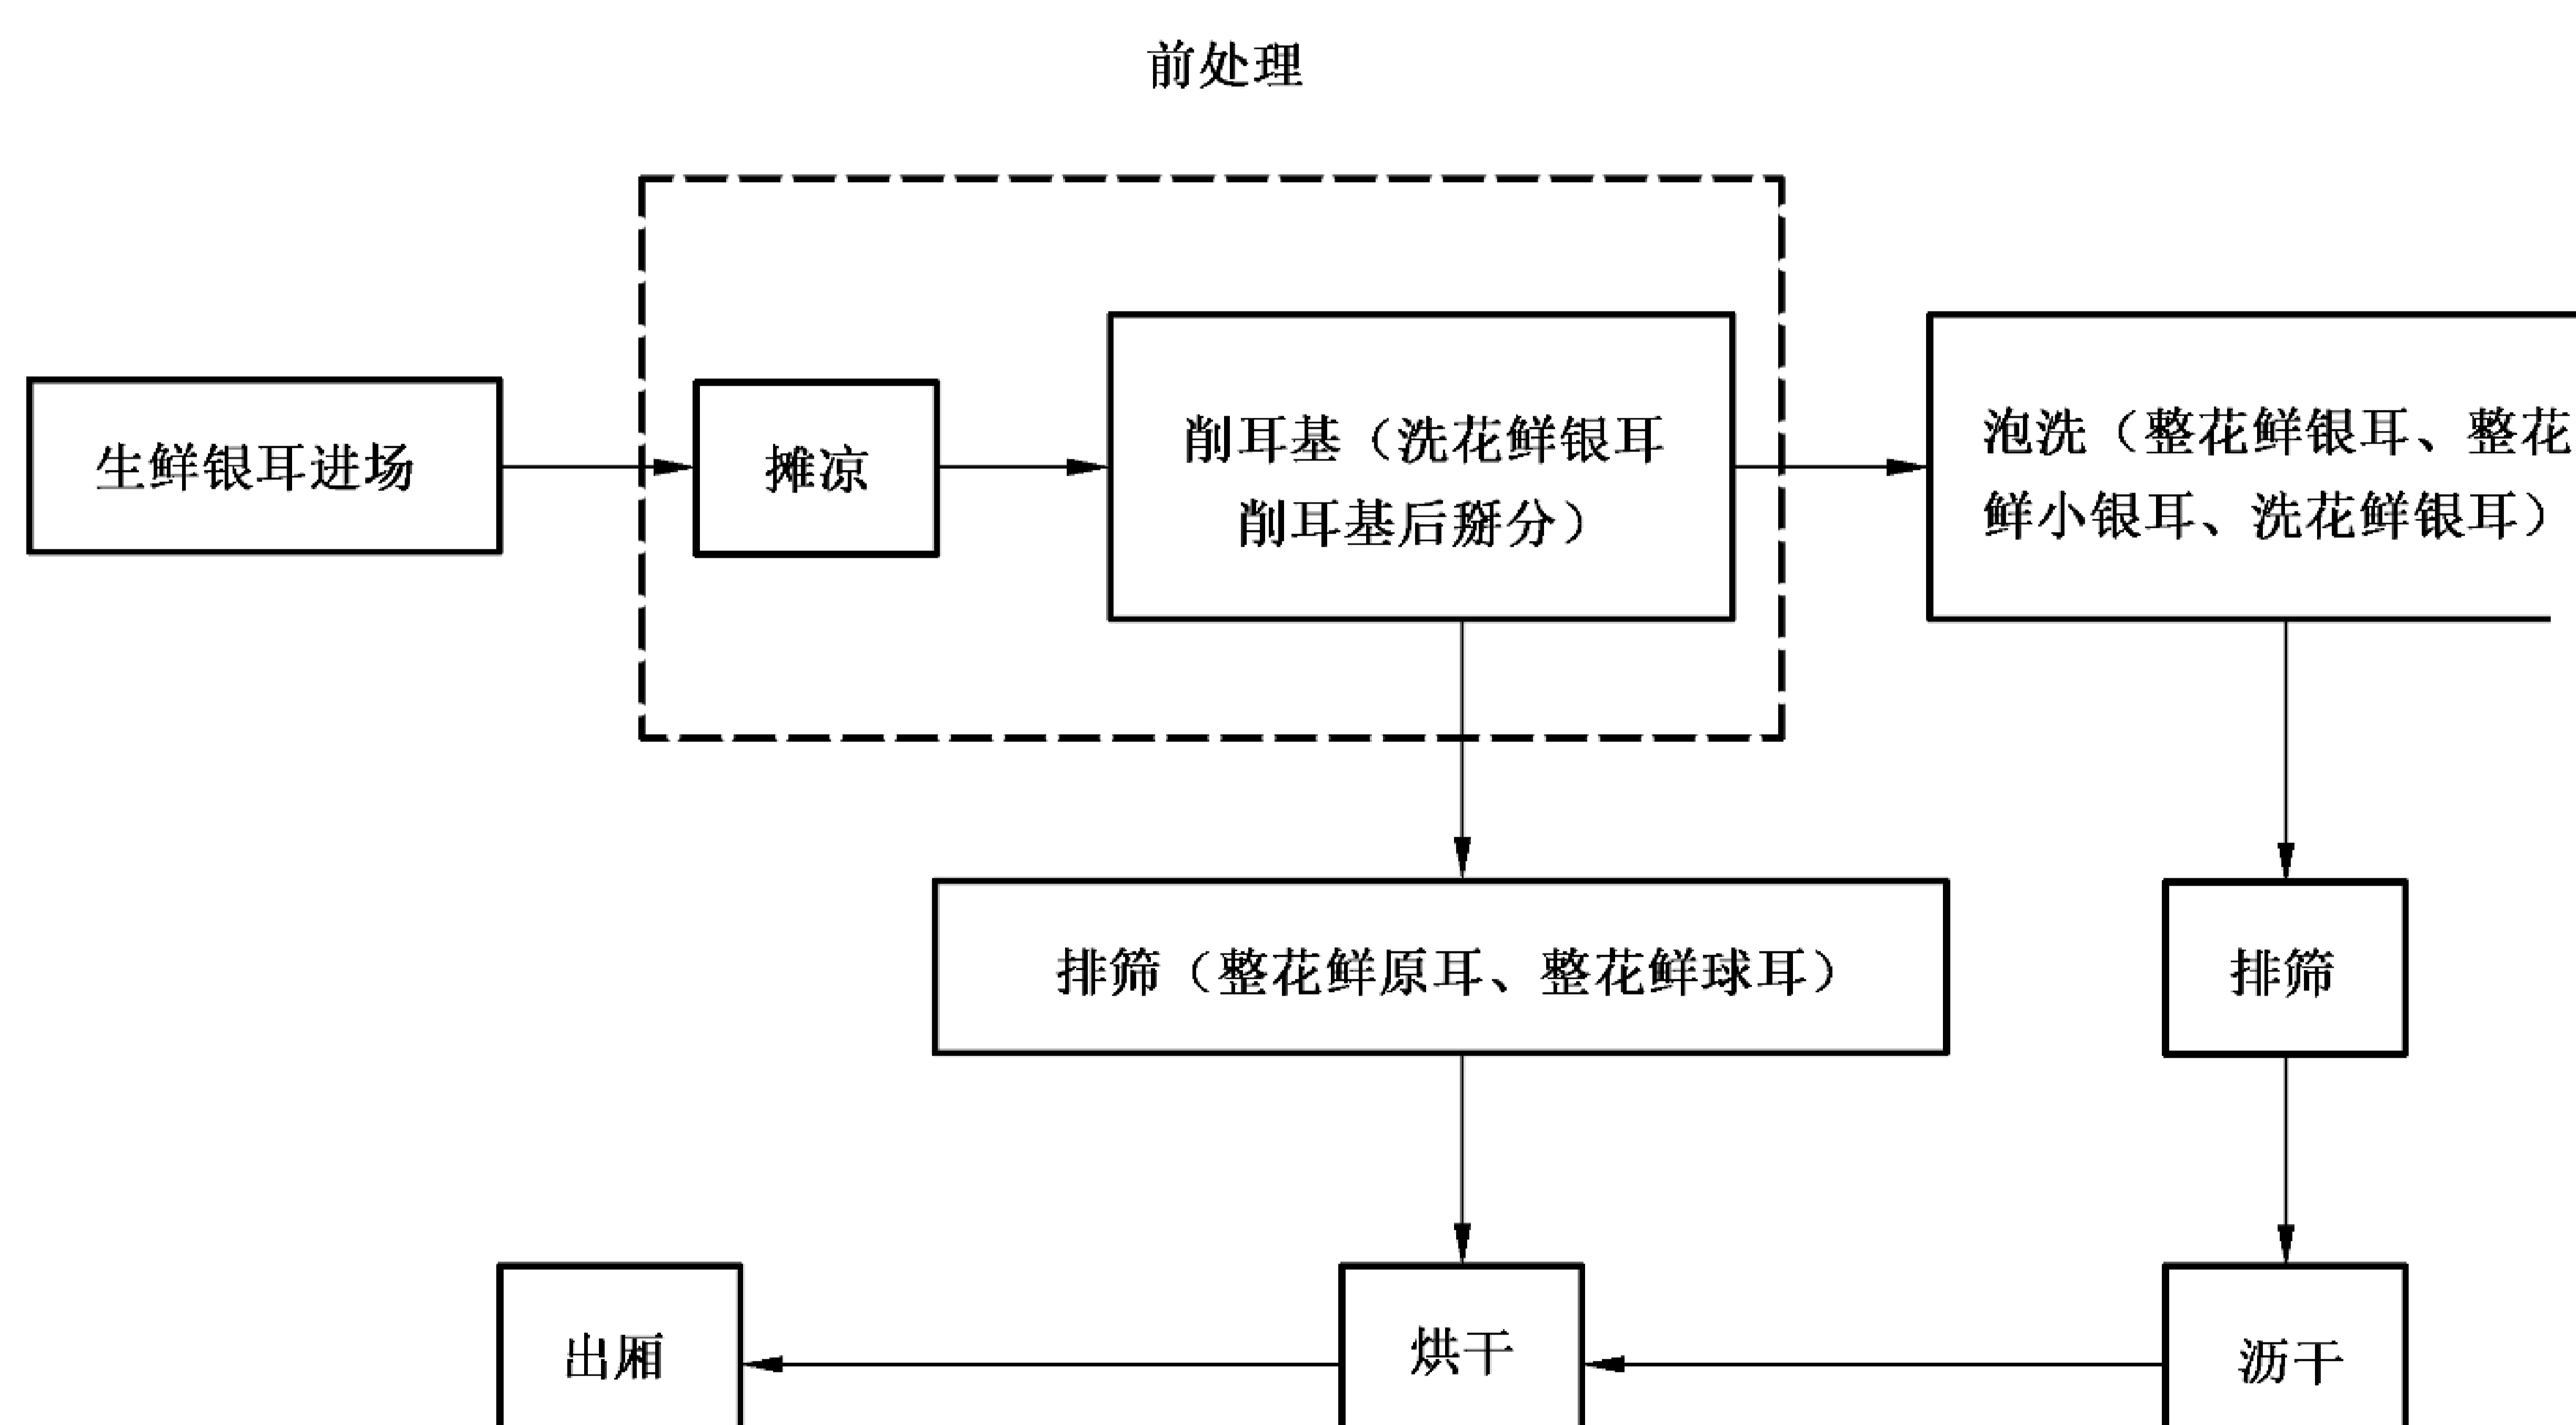 前处理
生鲜银耳进场
摊凉
削耳基（洗花鲜银耳
削耳基后掰分）
泡洗（整花鲜银耳、整花
鲜小银耳、洗花鲜银耳）
排筛（整花鲜原耳、整花鲜球耳）
排筛
出厢
烘干
沥干